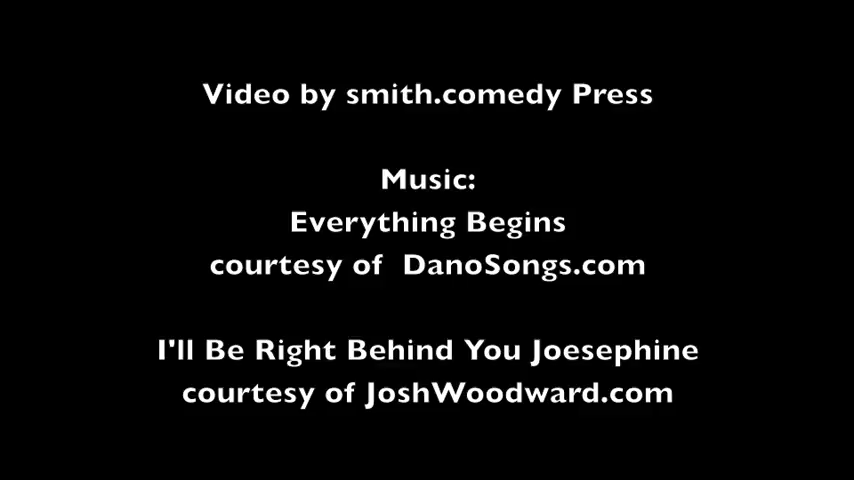 Video by smith.comedy Press
Music:
Everything Begins
courtesy of  DanoSongs.com
I'll Be Right Behind You Joesephine
courtesy of JoshWoodward.com